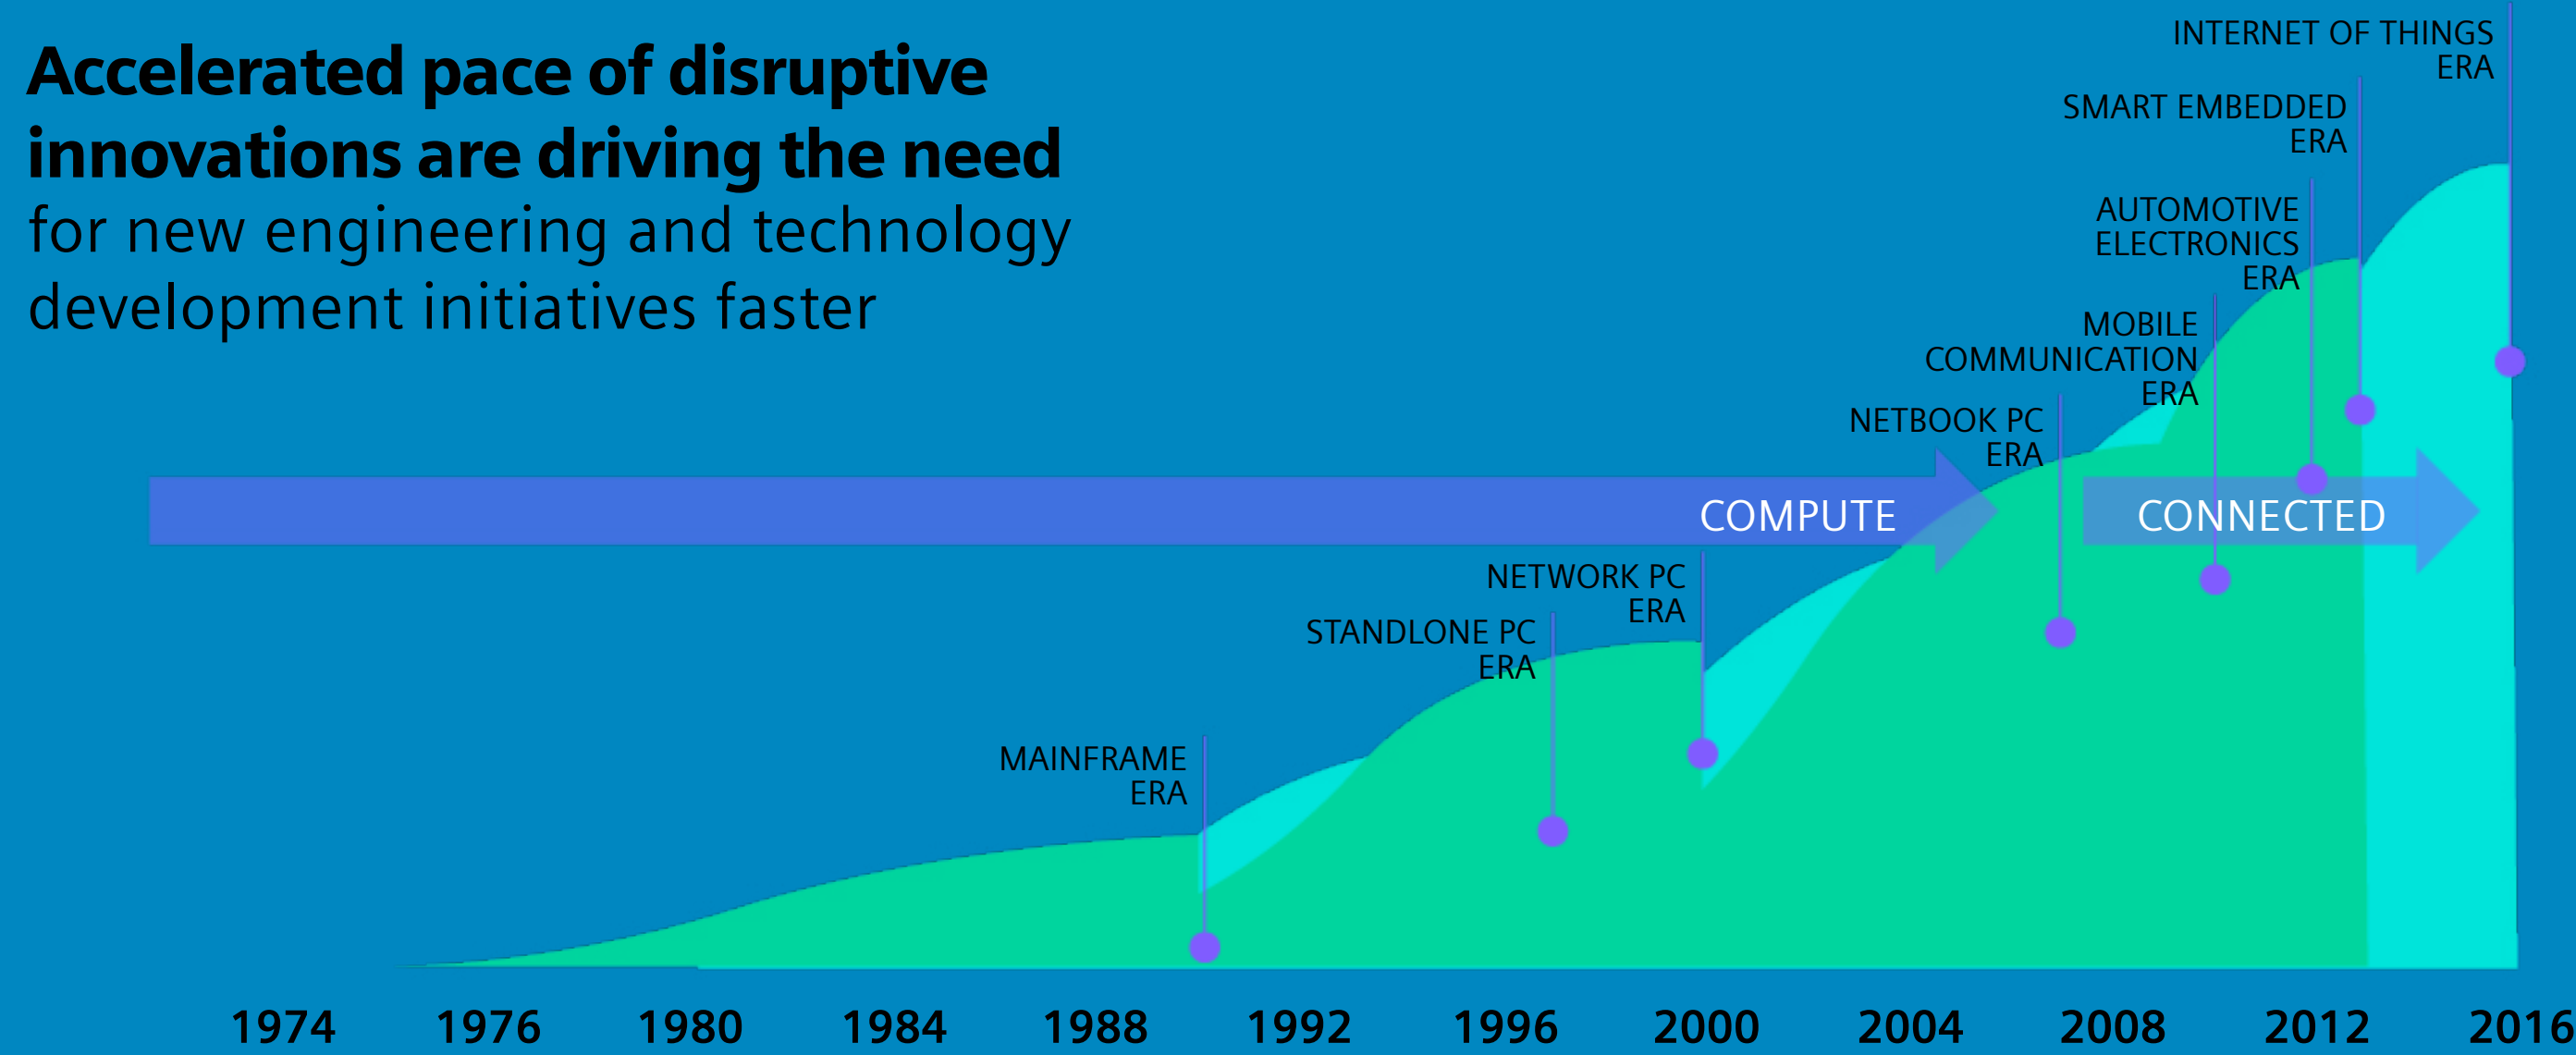 Accelerated pace of disruptive
innovations are driving the need
for new engineering and technology
development initiatives faster
INTERNET OF THINGS
ERA
SMART EMBEDDED
ERA
AUTOMOTIVE
ELECTRONICS
ERA
MOBILE
COMMUNICATION
ERA
NETBOOK PC
ERA
COMPUTE
CONNECTED
NETWORK PC
ERA
STANDLONE PC
ERA
MAINFRAME
ERA
1974 1976 1980 1984 1988 1992 1996 2000 2004 2008 2012 2016